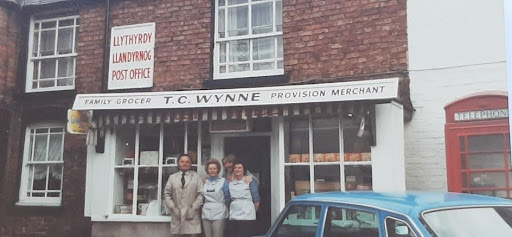 LLYTHYRDY
LLANDYRNOG
POST OFFICE
FAMILY GROCER T. C. WYNNE PROVISION MERCHANT
TELEPHONE